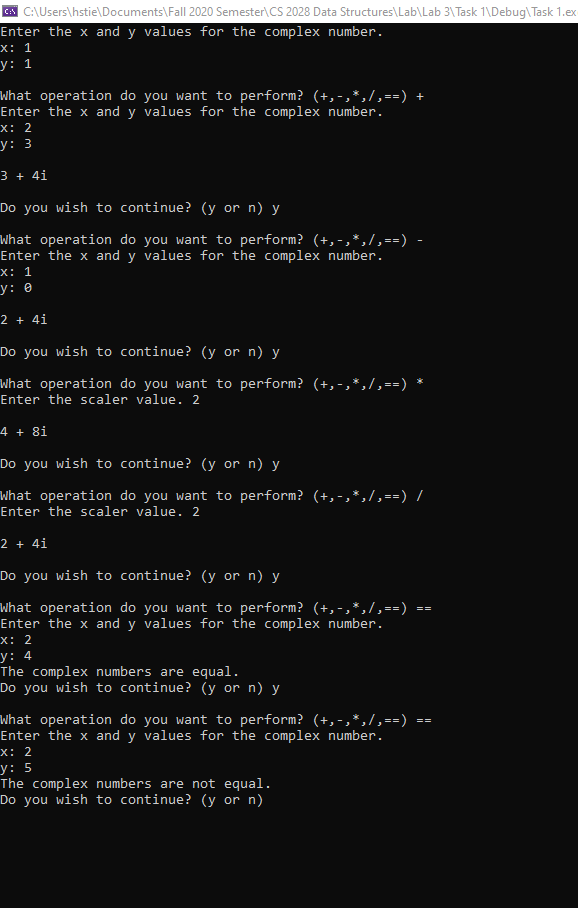 C:\Users\hstie\Documents\Fall 2020 Semester\CS 2028 Data Structures\Lab\Lab 3\Task 1\Debug\Task 1.ex
Enter the x and y values for the complex number.
x: 1
y: 1
What operation do you want to perform? (+,-,*,/,==) +
Enter the x and y values for the complex number.
x: 2
y: 3
3 + 4i
Do you wish to continue? (y or n) y
What operation do you want to perform? (+,-,*,/,==) -
Enter the x and y values for the complex number.
x: 1
y: 0
2 + 4i
Do you wish to continue? (y or n) y
What operation do you want to perform? (+,-,*,/,==) *
Enter the scaler value. 2
4 + 8i
Do you wish to continue? (y or n) y
What operation do you want to perform? (+,-,*,/,==) /
Enter the scaler value. 2
2 + 4i
Do you wish to continue? (y or n) y
What operation do you want to perform? (+,-,*,/,==) ==
Enter the x and y values for the complex number.
x: 2
y: 4
The complex numbers are equal.
Do you wish to continue? (y or n) y
What operation do you want to perform? (+,-,*,/,==) ==
Enter the x and y values for the complex number.
x: 2
y: 5
The complex numbers are not equal.
Do you wish to continue? (y or n)